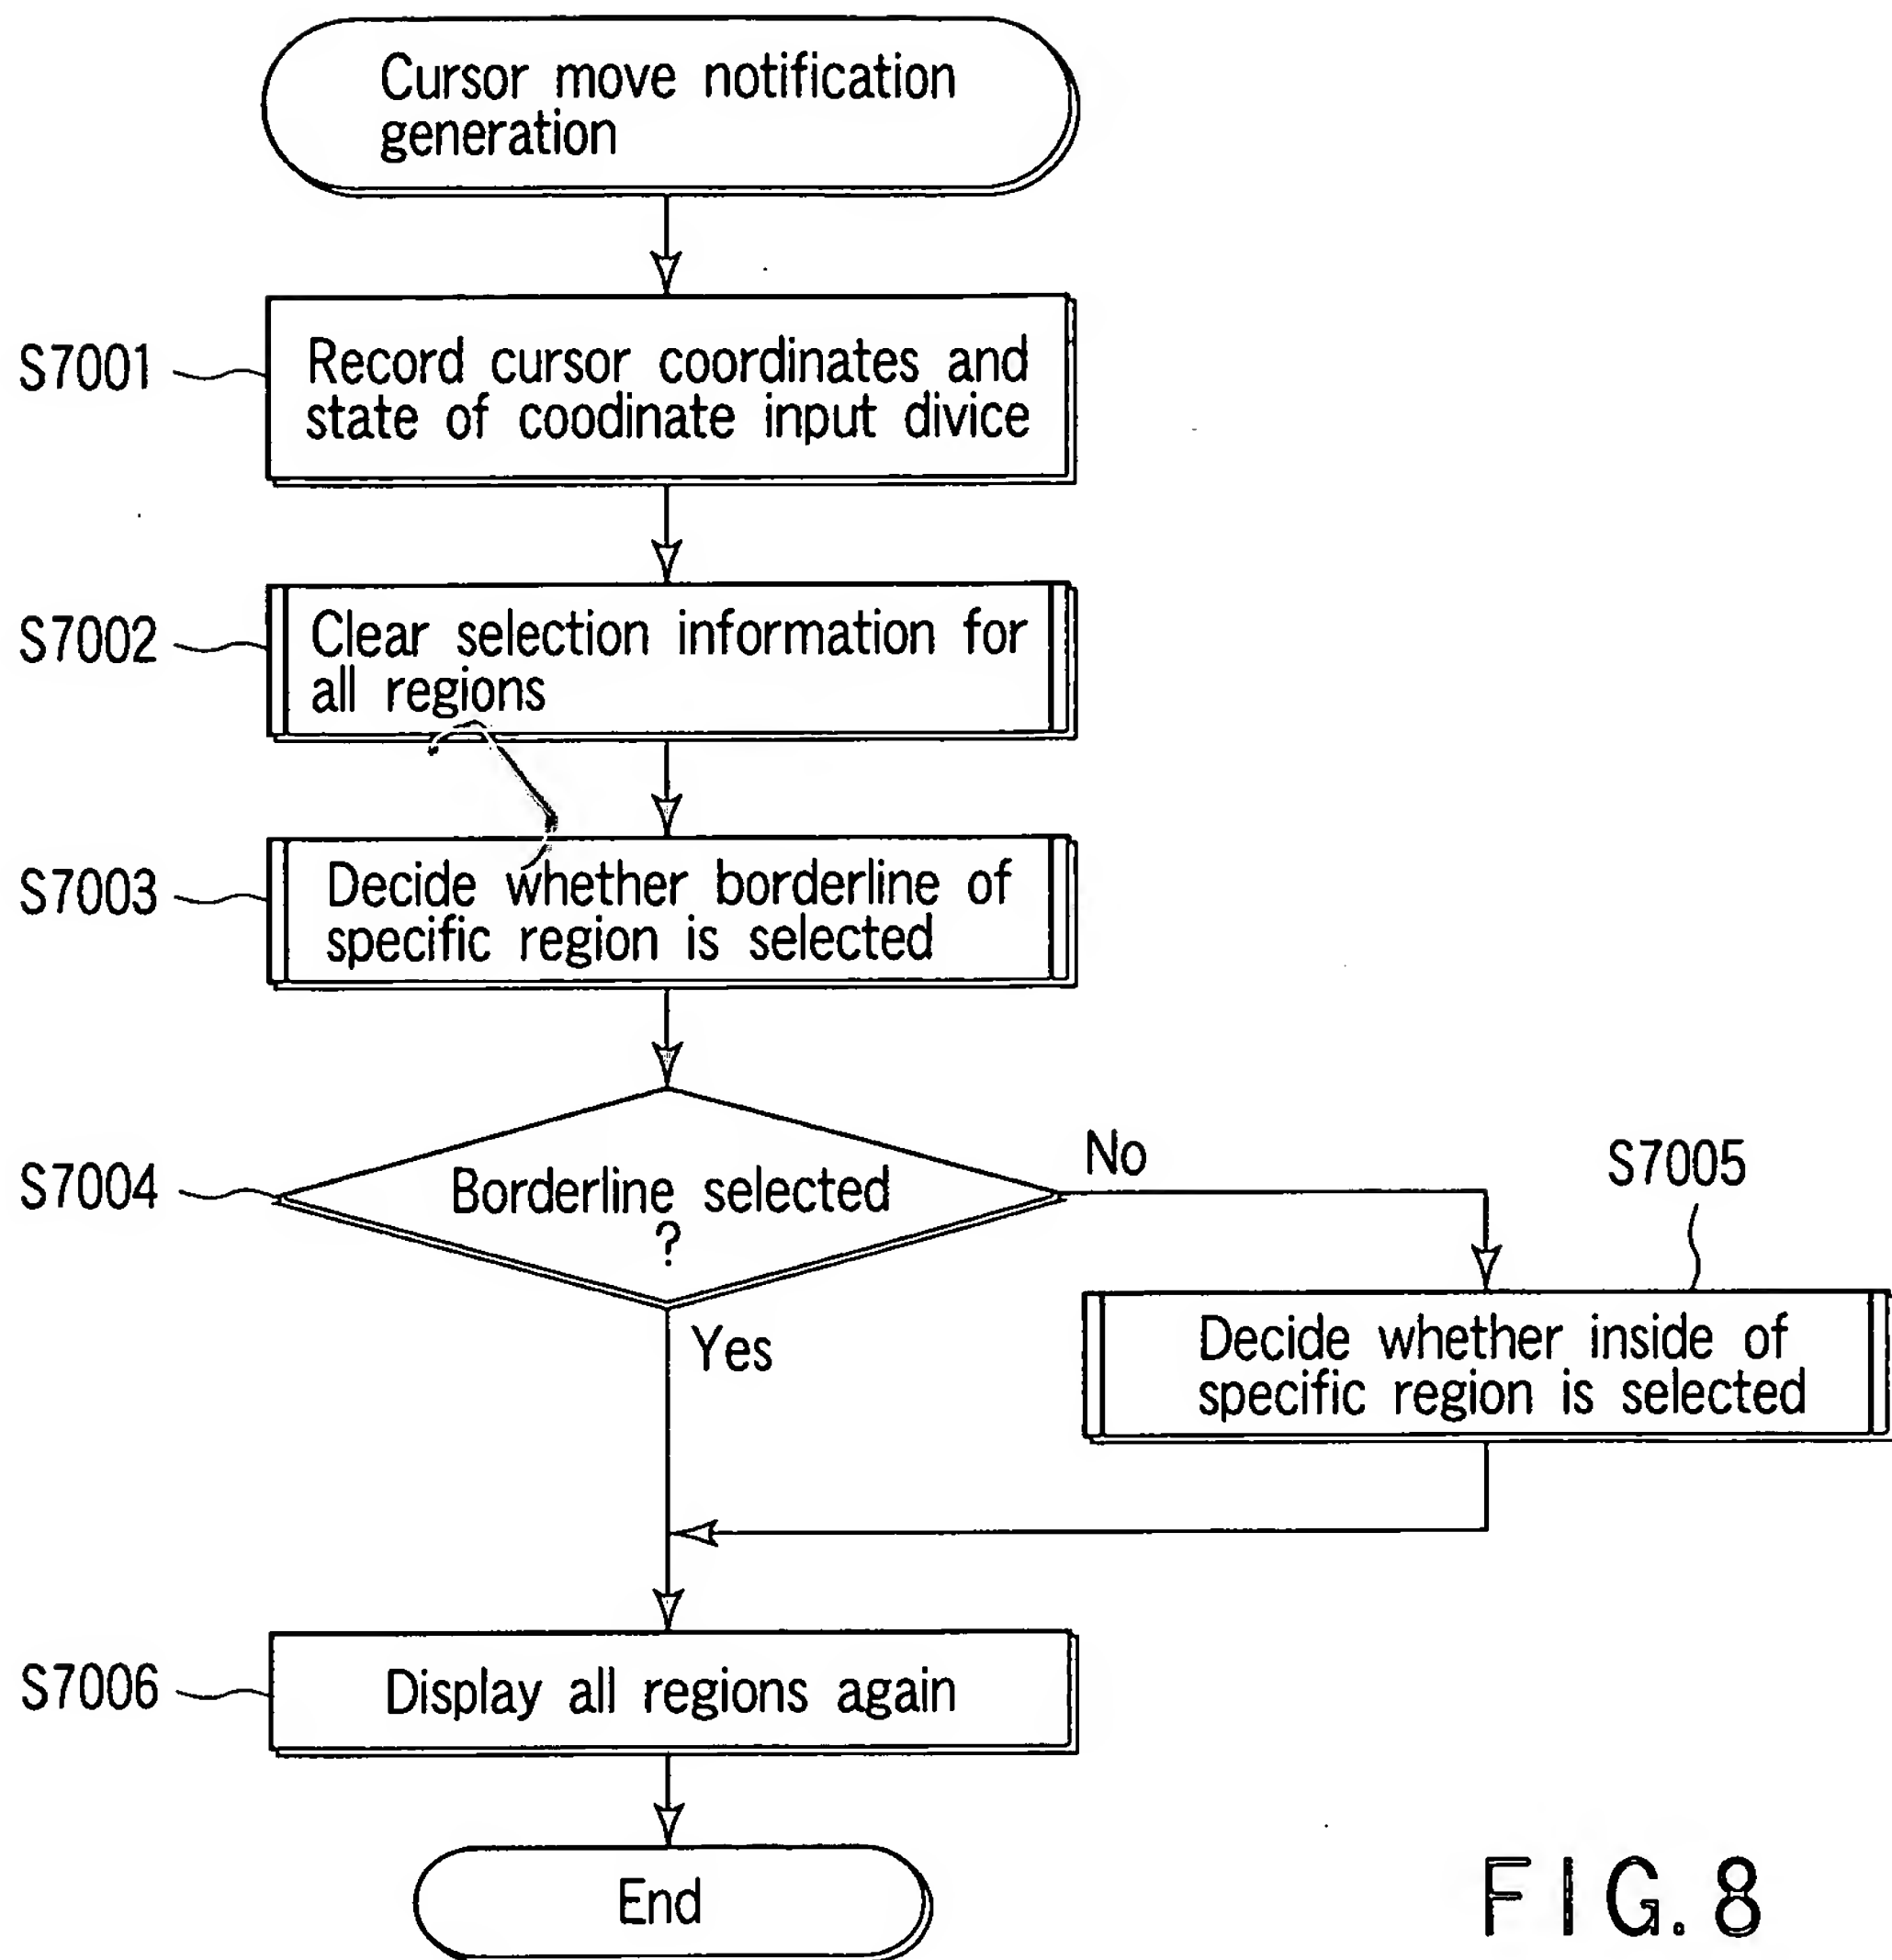 Cursor move notification
generation
S7001
Record cursor coordinates and
state of coodinate input divice
S7002
Clear selection information for
all regions
S7003
Decide whether borderline of
specific region is selected
S7004
Borderline selected
?
No
Yes
S7005
Decide whether inside of
specific region is selected
S7006
Display all regions again
End
FIG. 8